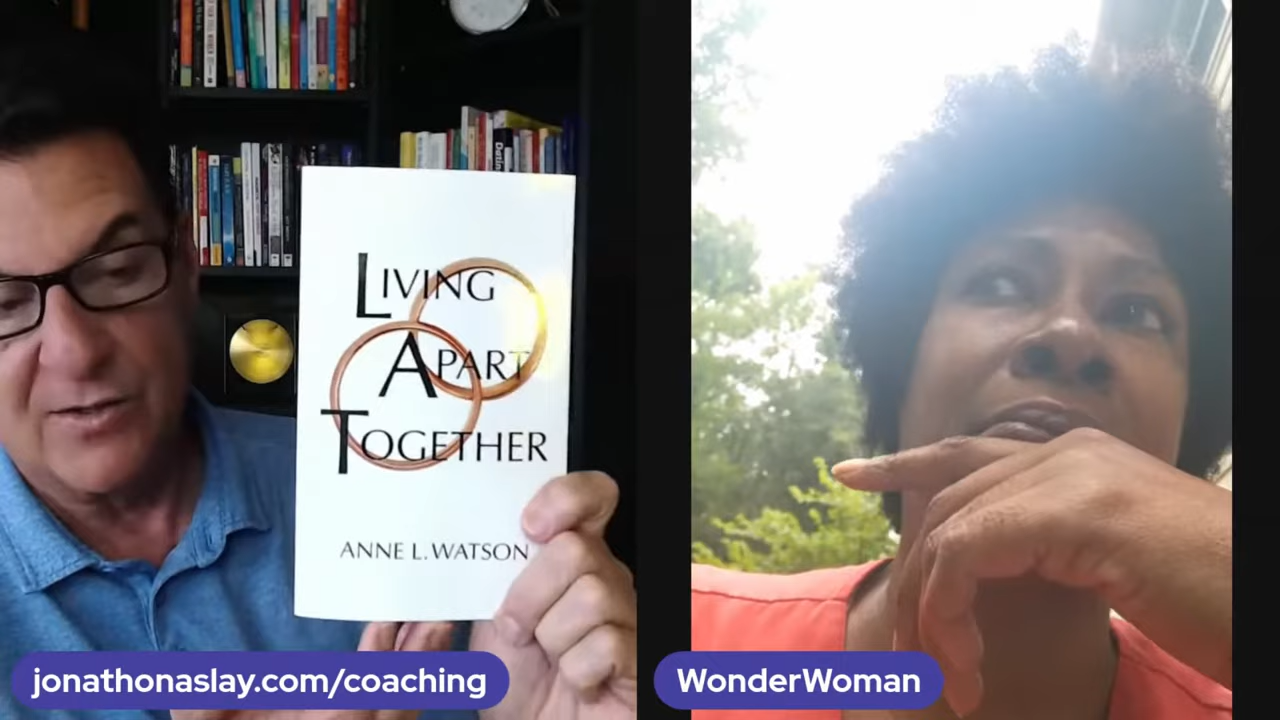 LIVING
APART
TOGETHER
ANNE L. WATSON
jonathonaslay.com/coaching
WonderWoman